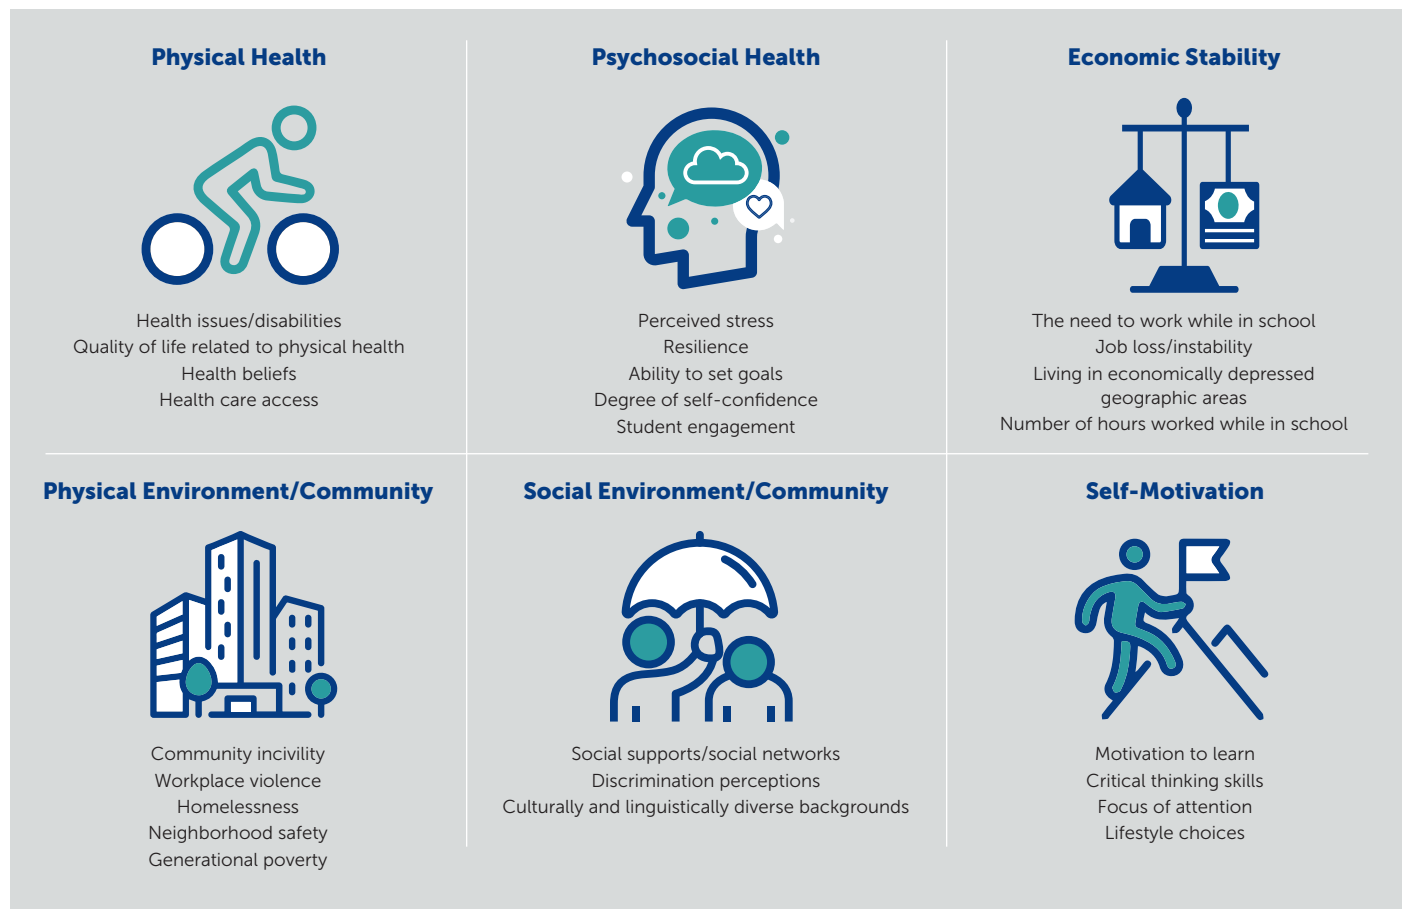 Physical Health
Health issues/disabilities
Quality of life related to physical health
Health beliefs
Health care access
Psychosocial Health
Perceived stress
Resilience
Ability to set goals
Degree of self-confidence
Student engagement
Economic Stability
The need to work while in school
Job loss/instability
Living in economically depressed
geographic areas
Number of hours worked while in school
Physical Environment/Community
Community incivility
Workplace violence
Homelessness
Neighborhood safety
Generational poverty
Social Environment/Community
Social supports/social networks
Discrimination perceptions
Culturally and linguistically diverse backgrounds
Self-Motivation
Motivation to learn
Critical thinking skills
Focus of attention
Lifestyle choices